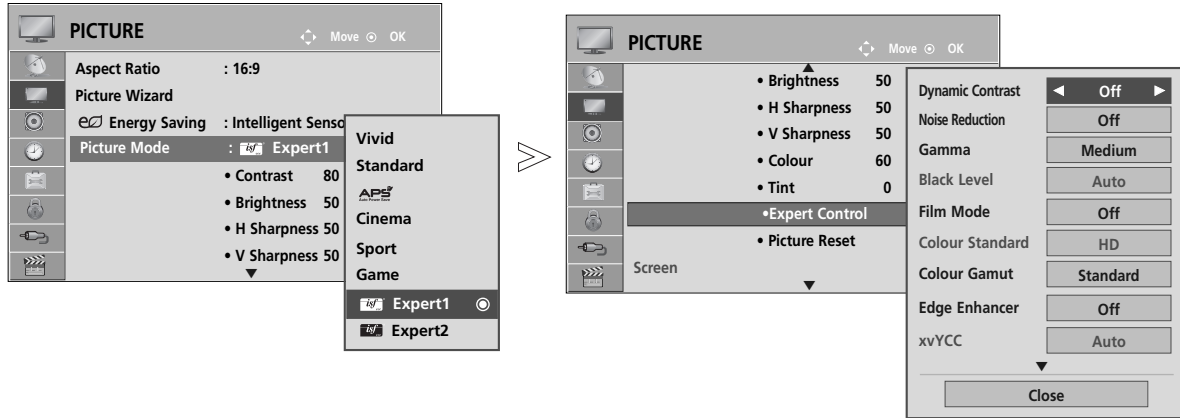 PICTURE
Move OK
Aspect Ratio : 16:9
Picture Wizard
Energy Saving : Intelligent Senso
Picture Mode : isf Expert1
• Contrast 80
• Brightness 50
• H Sharpness 50
• V Sharpness 50
Vivid
Standard
APS
Auto Power Save
Cinema
Sport
Game
isf Expert1
isf Expert2
PICTURE
Move OK
• Brightness 50
• H Sharpness 50
• V Sharpness 50
• Colour 60
• Tint 0
•Expert Control
• Picture Reset
Screen
Dynamic Contrast Off
Noise Reduction Off
Gamma Medium
Black Level Auto
Film Mode Off
Colour Standard HD
Colour Gamut Standard
Edge Enhancer Off
xvYCC Auto
Close